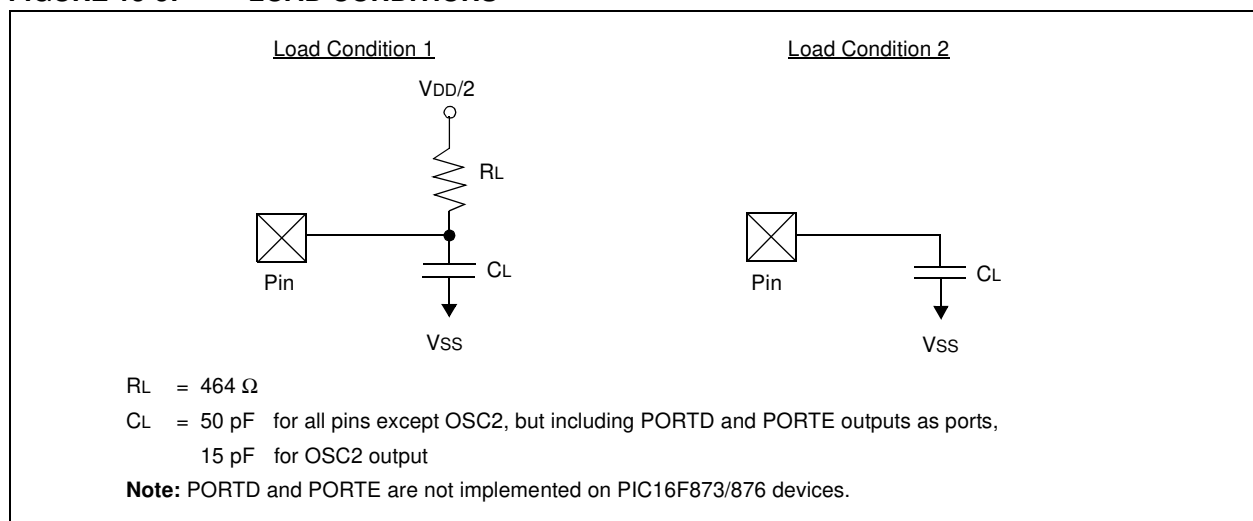 Load Condition 1
Load Condition 2
VDD/2
RL
CL
Pin
VSS
Pin
CL
VSS
RL = 464 Ω
CL = 50 pF for all pins except OSC2, but including PORTD and PORTE outputs as ports,
15 pF for OSC2 output
Note: PORTD and PORTE are not implemented on PIC16F873/876 devices.